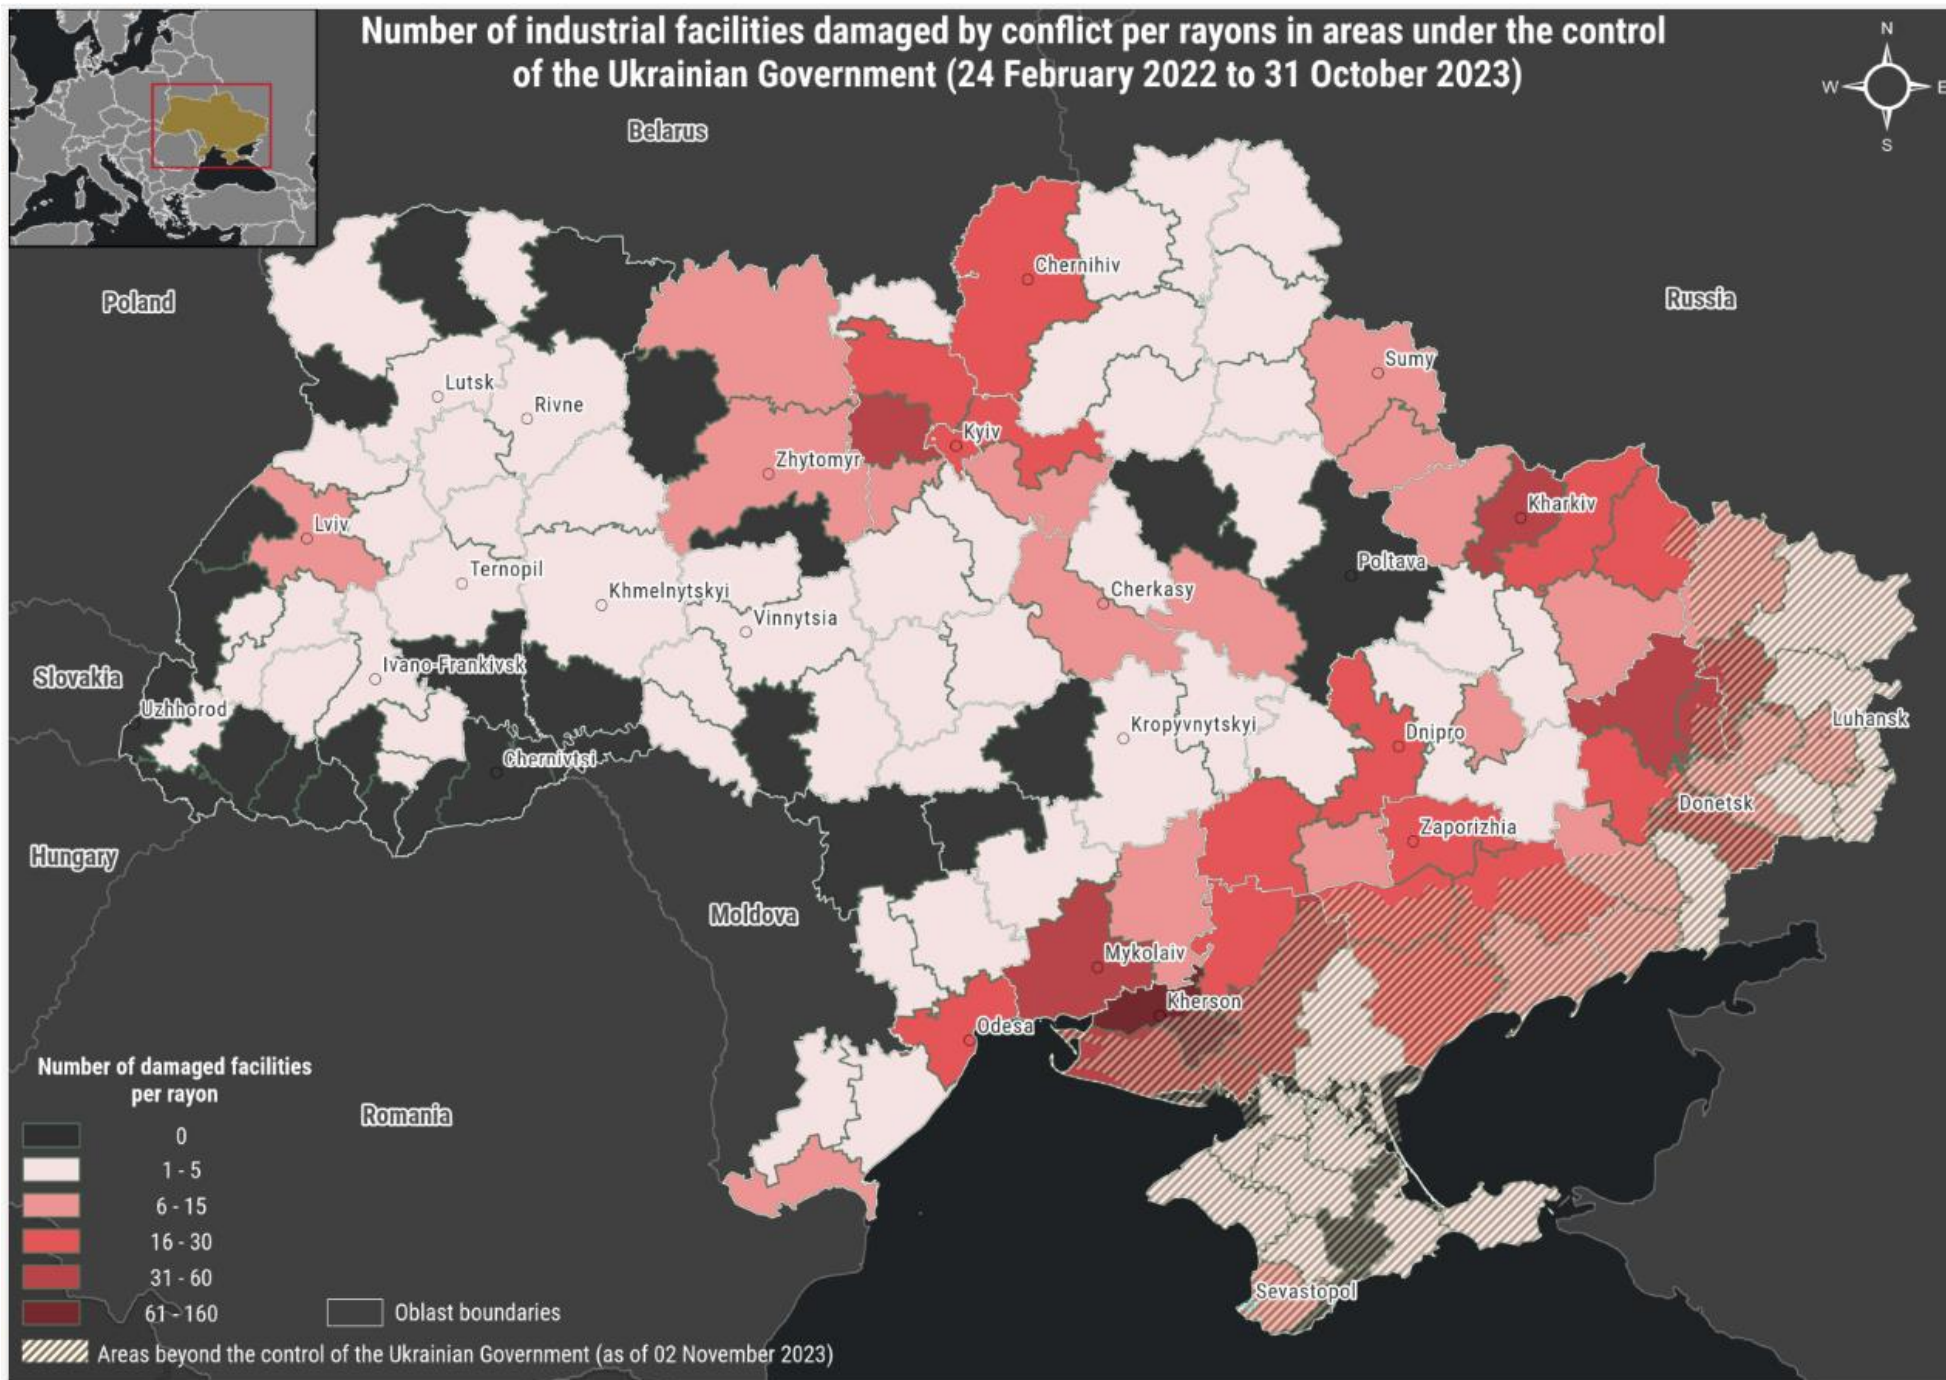 Number of industrial facilities damaged by conflict per rayons in areas under the control
of the Ukrainian Government (24 February 2022 to 31 October 2023)
N
W
E
S
Belarus
Poland
Russia
Chernihiv
Sumy
Lutsk
Rivne
Kyiv
Zhytomyr
Kharkiv
Lviv
Ternopil
Poltava
Khmelnytskyi
Cherkasy
Vinnytsia
Ivano-Frankivsk
Slovakia
Uzhhorod
Luhansk
Kropyvnytskyi
Dnipro
Chernivtsi
Donetsk
Zaporizhia
Hungary
Moldova
Mykolaiv
Kherson
Odesa
Romania
Sevastopol
Number of damaged facilities
per rayon
0
1 - 5
6 - 15
16 - 30
31 - 60
61 - 160
Oblast boundaries
Areas beyond the control of the Ukrainian Government (as of 02 November 2023)